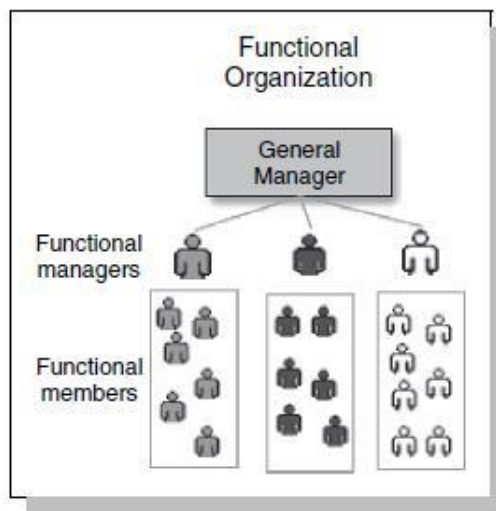 Functional
Organization
General
Manager
Functional
managers
Functional
members